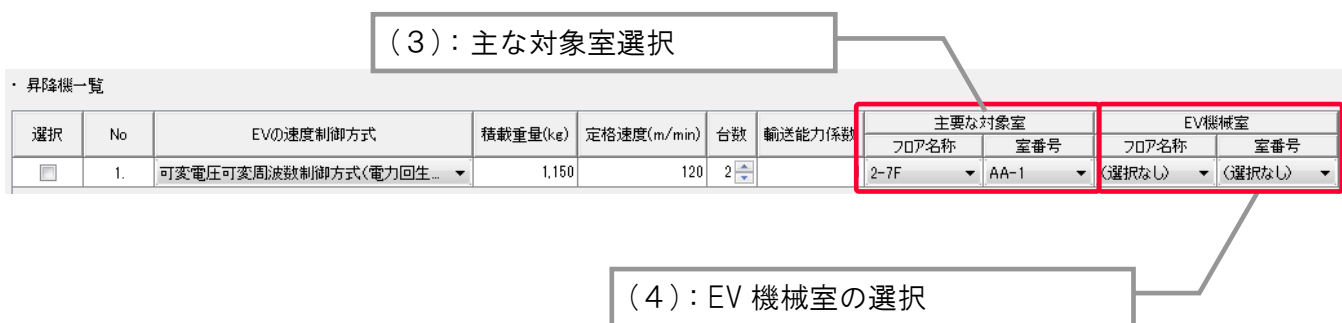 （３）：主な対象室選択
・ 昇降機一覧
選択 No EVの速度制御方式 積載重量(kg) 定格速度(m/min) 台数 輸送能力係数 主要な対象室 EV機械室
フロア名称 室番号 フロア名称 室番号
1. 可変電圧可変周波数制御方式(電力回生... 1,150 120 2 2-7F AA-1 (選択なし) (選択なし)
（４）：EV 機械室の選択